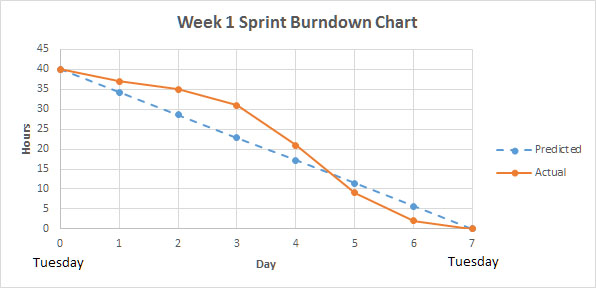 Week 1 Sprint Burndown Chart
45
40
35
30
25
20
15
10
5
0
Hours
0 1 2 3 4 5 6 7
Tuesday Day Tuesday
Predicted
Actual